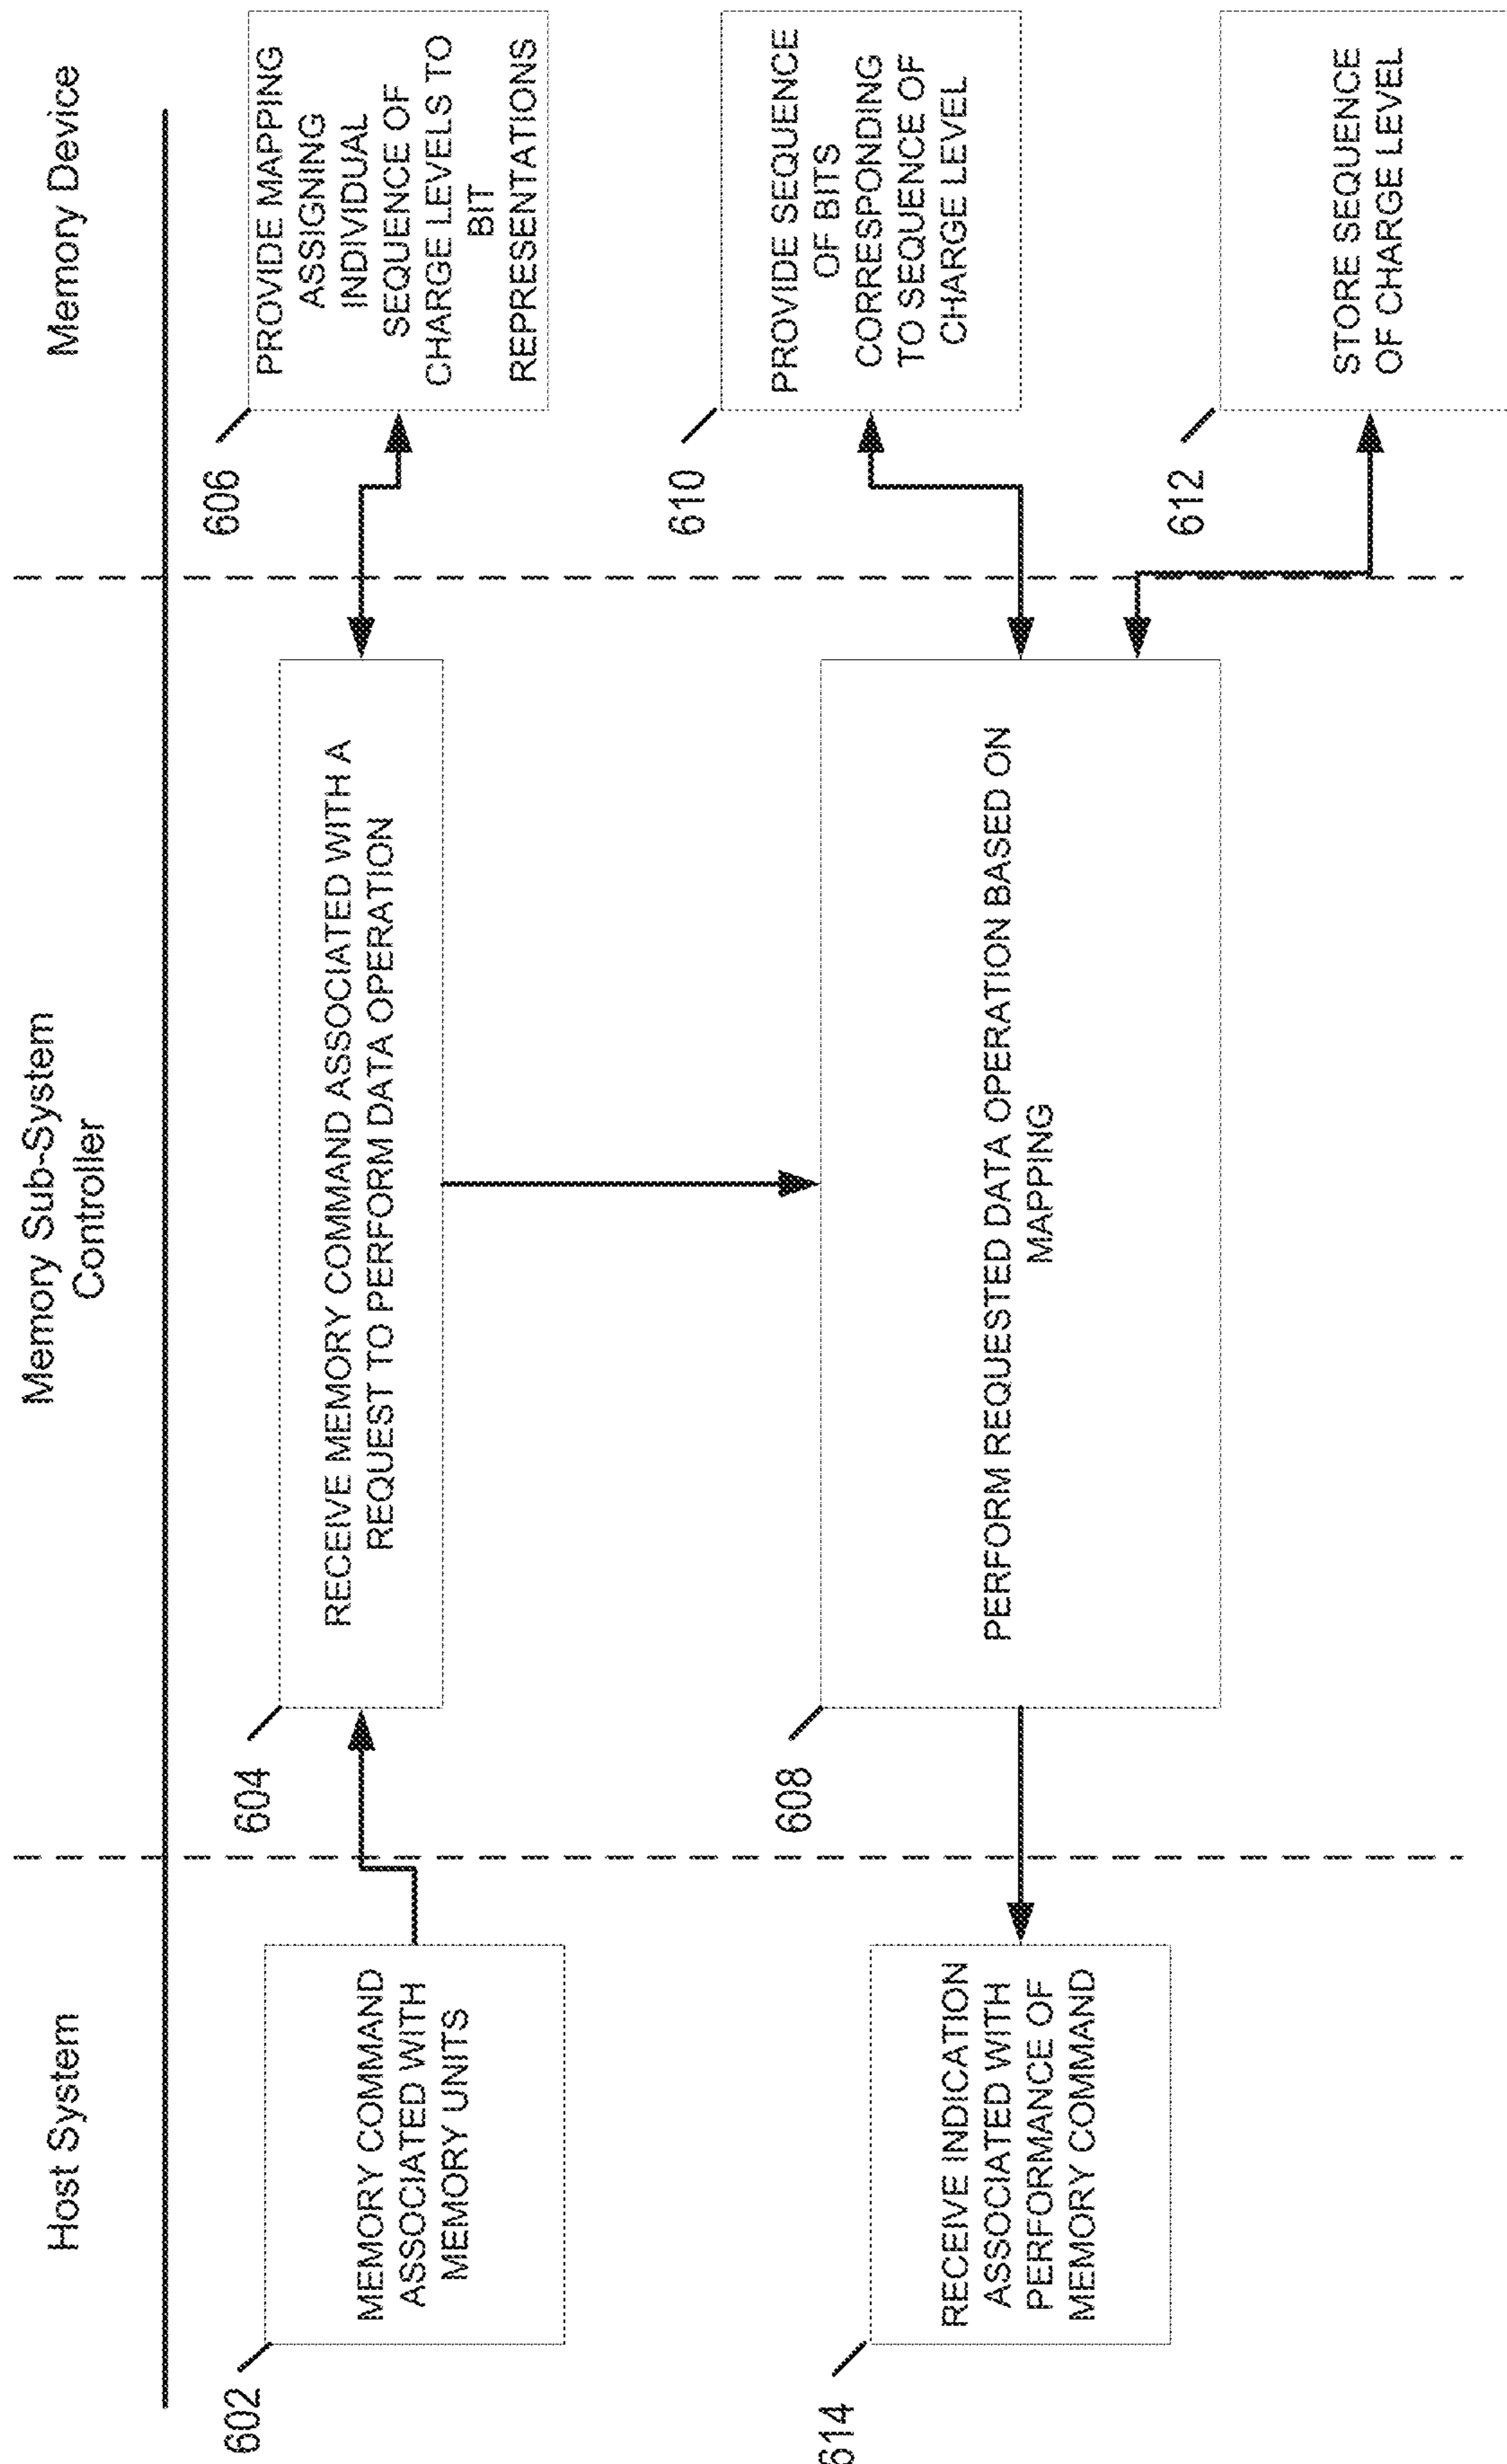 Host System
Memory Sub-System
Controller
Memory Device
602
MEMORY COMMAND
ASSOCIATED WITH
MEMORY UNITS
604
RECEIVE MEMORY COMMAND ASSOCIATED WITH A
REQUEST TO PERFORM DATA OPERATION
606
PROVIDE MAPPING
ASSIGNING
INDIVIDUAL
SEQUENCE OF
CHARGE LEVELS TO
BIT
REPRESENTATIONS
608
PERFORM REQUESTED DATA OPERATION BASED ON
MAPPING
610
PROVIDE SEQUENCE
OF BITS
CORRESPONDING
TO SEQUENCE OF
CHARGE LEVEL
612
STORE SEQUENCE
OF CHARGE LEVEL
614
RECEIVE INDICATION
ASSOCIATED WITH
PERFORMANCE OF
MEMORY COMMAND